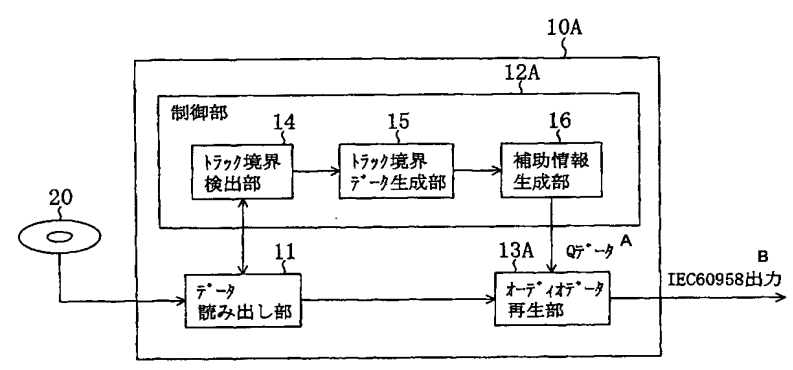 10A
12A
制御部
14
15
16
ﾄﾗｯｸ境界
検出部
ﾄﾗｯｸ境界
ﾃﾞｰﾀ生成部
補助情報
生成部
20
11
13A
Qﾃﾞｰﾀ
A
B
IEC60958出力
ﾃﾞｰﾀ
読み出し部
ｵｰﾃﾞｨｵﾃﾞｰﾀ
再生部